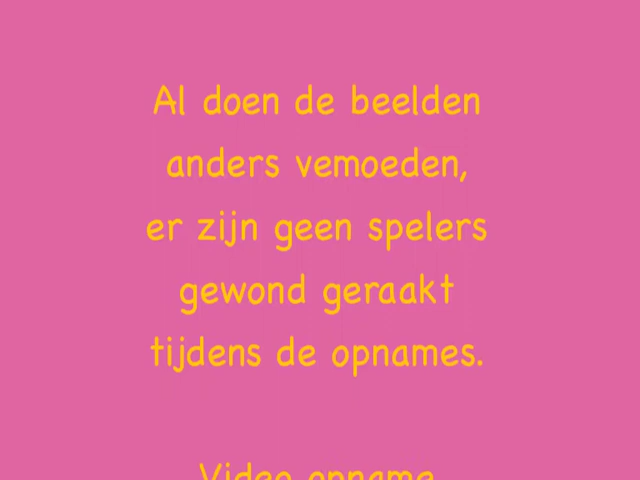 Al doen de beelden
anders vemoeden,
er zijn geen spelers
gewond geraakt
tijdens de opnames.
Video opname